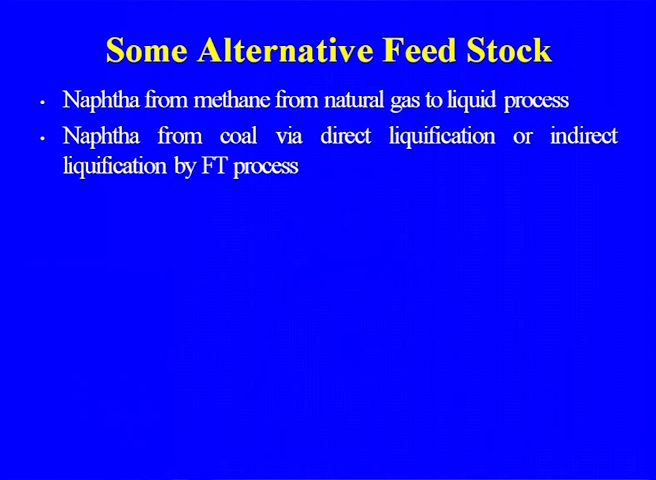 Some Alternative Feed Stock
• Naphtha from methane from natural gas to liquid process
• Naphtha from coal via direct liquification or indirect
liquification by FT process